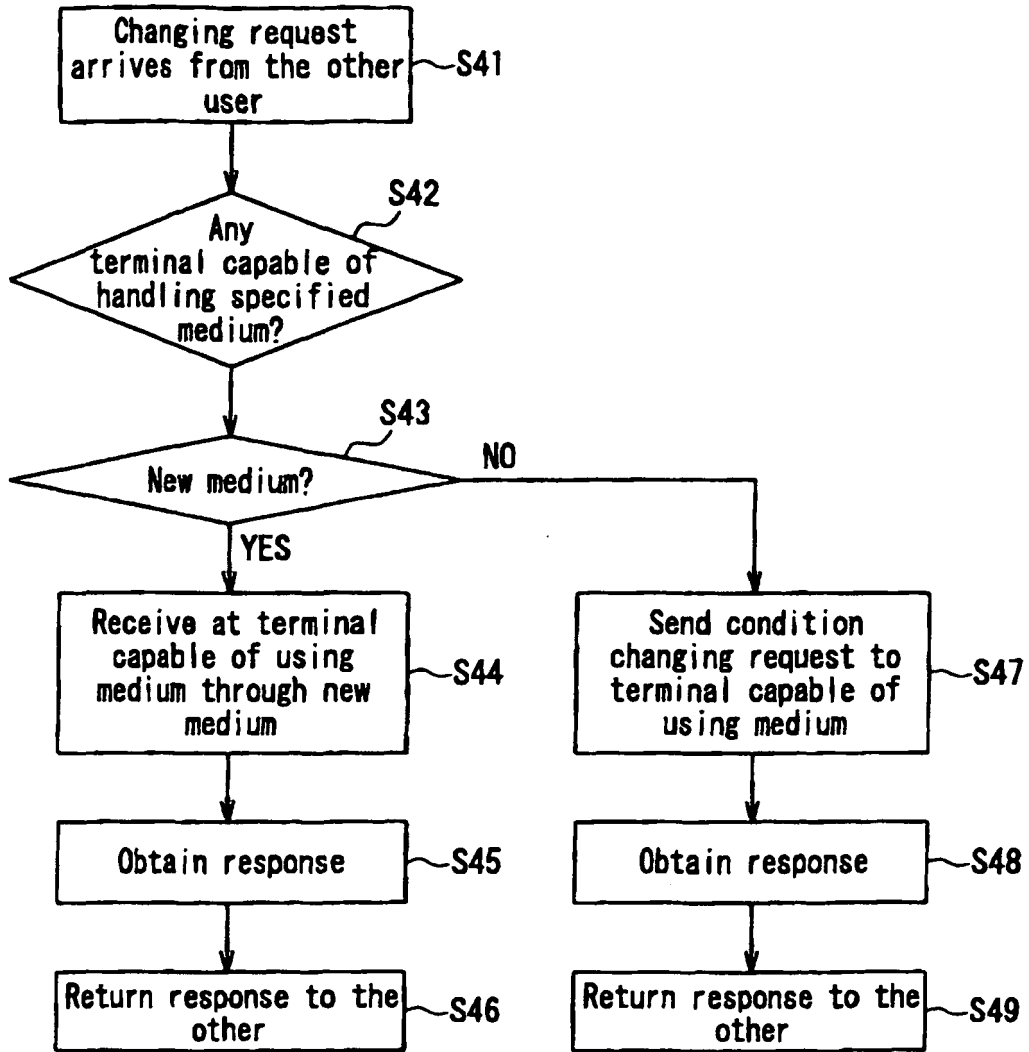 Changing request
arrives from the other
user
S41
S42
Any
terminal capable of
handling specified
medium?
S43
New medium?
NO
YES
Receive at terminal
capable of using
medium through new
medium
S44
Send condition
changing request to
terminal capable of
using medium
S47
Obtain response
S45
Obtain response
S48
Return response to the
other
S46
Return response to the
other
S49